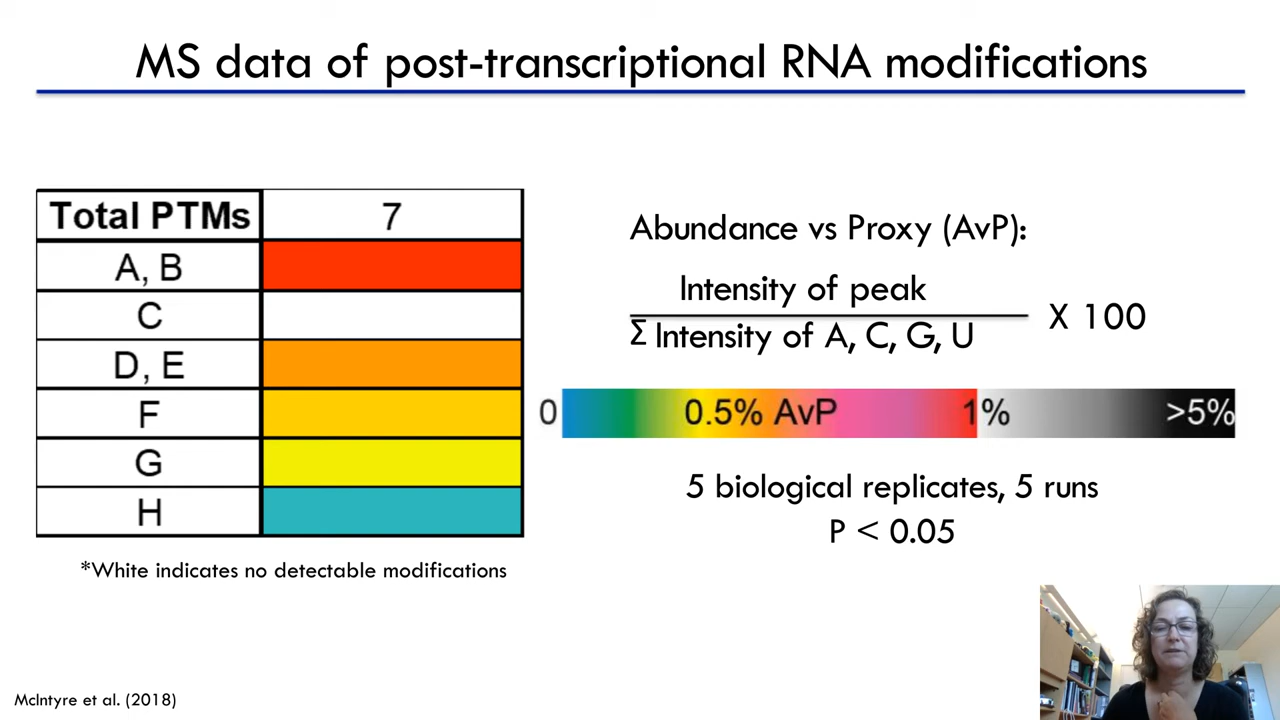 MS data of post-transcriptional RNA modifications
Total PTMs 7
A, B
C
D, E
F
G
H
*White indicates no detectable modifications
Abundance vs Proxy (AvP):
Intensity of peak
Σ Intensity of A, C, G, U
X 100
0 0.5% AvP 1% >5%
5 biological replicates, 5 runs
P < 0.05
McIntyre et al. (2018)